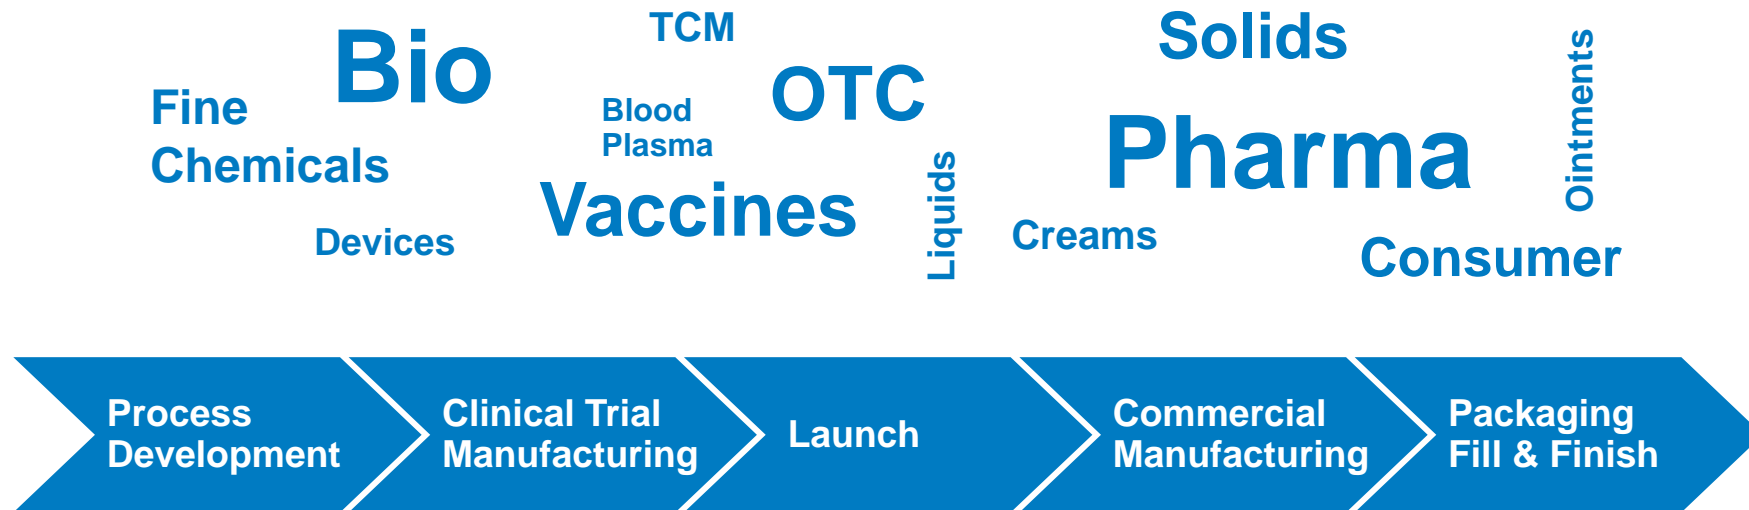 Bio
TCM
Solids
OTC
Fine
Chemicals
Blood
Plasma
Ointments
Pharma
Vaccines
Liquids
Devices
Creams
Consumer
Process
Development
Clinical Trial
Manufacturing
Launch
Commercial
Manufacturing
Packaging
Fill & Finish